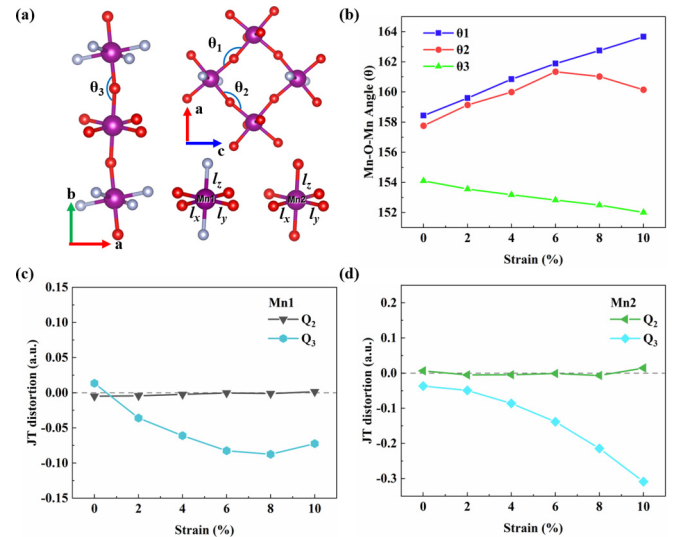 (a)
θ1
θ3
θ2
a
c
b
a
lz
Mn1
lx
ly
lz
Mn2
lx
ly
(b)
θ1
θ2
θ3
Mn-O-Mn Angle (θ)
164
162
160
158
154
152
0 2 4 6 8 10
Strain (%)
(c)
Mn1
Q2
Q3
JT distortion (a.u.)
0.15
0.10
0.05
0.00
-0.05
-0.10
-0.15
0 2 4 6 8 10
Strain (%)
(d)
Mn2
Q2
Q3
JT distortion (a.u.)
0.2
0.1
0.0
-0.1
-0.2
-0.3
0 2 4 6 8 10
Strain (%)